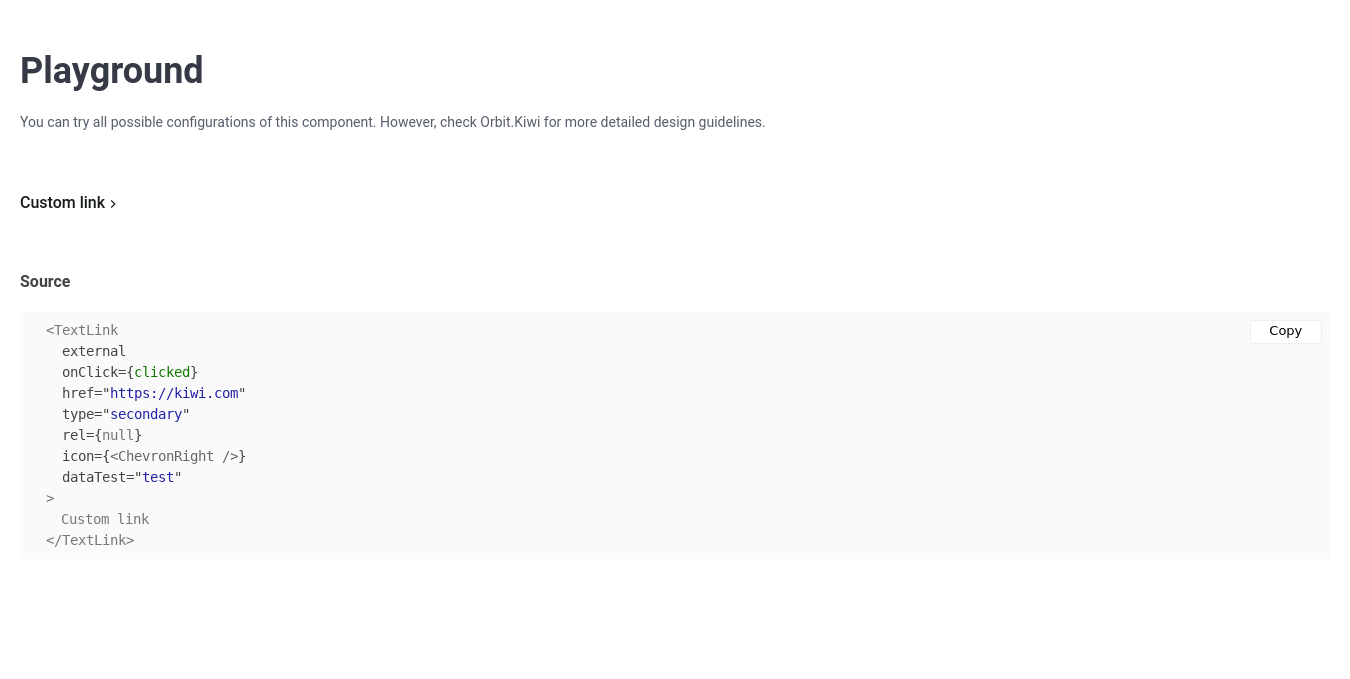 Playground
You can try all possible configurations of this component. However, check Orbit.Kiwi for more detailed design guidelines.
Custom link
Source
Copy
<TextLink
  external
  onClick={clicked}
  href="https://kiwi.com"
  type="secondary"
  rel={null}
  icon={<ChevronRight />}
  dataTest="test"
>
  Custom link
</TextLink>